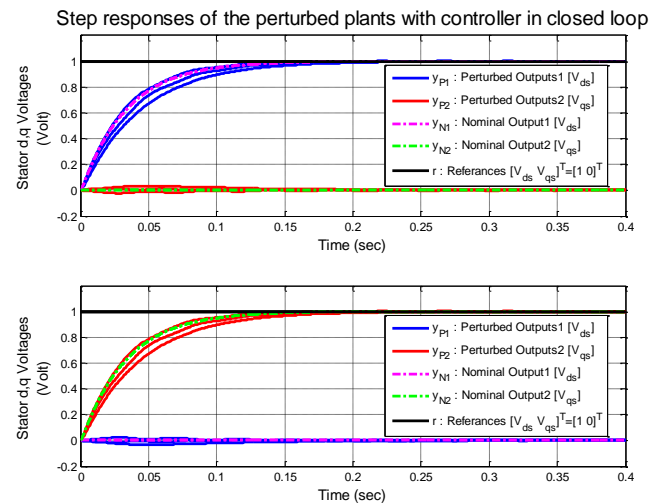 Step responses of the perturbed plants with controller in closed loop
Stator d,q Voltages
(Volt)
1.2
1
0.8
0.6
0.4
0.2
0
-0.2
y_P1 : Perturbed Outputs1 [V_ds]
y_P2 : Perturbed Outputs2 [V_qs]
y_N1 : Nominal Output1 [V_ds]
y_N2 : Nominal Output2 [V_qs]
r : Referances [V_ds V_qs]^T=[1 0]^T
0 0.05 0.1 0.15 0.2 0.25 0.3 0.35 0.4
Time (sec)
Stator d,q Voltages
(Volt)
1.2
1
0.8
0.6
0.4
0.2
0
-0.2
y_P1 : Perturbed Outputs1 [V_ds]
y_P2 : Perturbed Outputs2 [V_qs]
y_N1 : Nominal Output1 [V_ds]
y_N2 : Nominal Output2 [V_qs]
r : Referances [V_ds V_qs]^T=[1 0]^T
0 0.05 0.1 0.15 0.2 0.25 0.3 0.35 0.4
Time (sec)